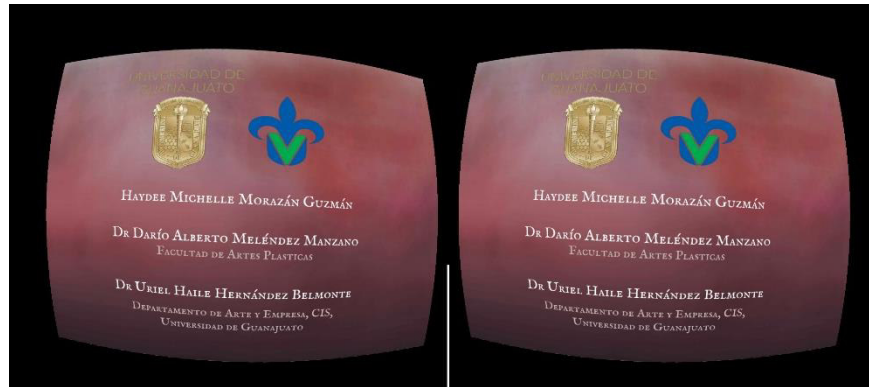 UNIVERSIDAD DE
GUANAJUATO
Haydee Michelle Morazán Guzmán
Dr Darío Alberto Meléndez Manzano
Facultad de Artes Plasticas
Dr Uriel Haile Hernández Belmonte
Departamento de Arte y Empresa, CIS,
Universidad de Guanajuato
UNIVERSIDAD DE
GUANAJUATO
Haydee Michelle Morazán Guzmán
Dr Darío Alberto Meléndez Manzano
Facultad de Artes Plasticas
Dr Uriel Haile Hernández Belmonte
Departamento de Arte y Empresa, CIS,
Universidad de Guanajuato